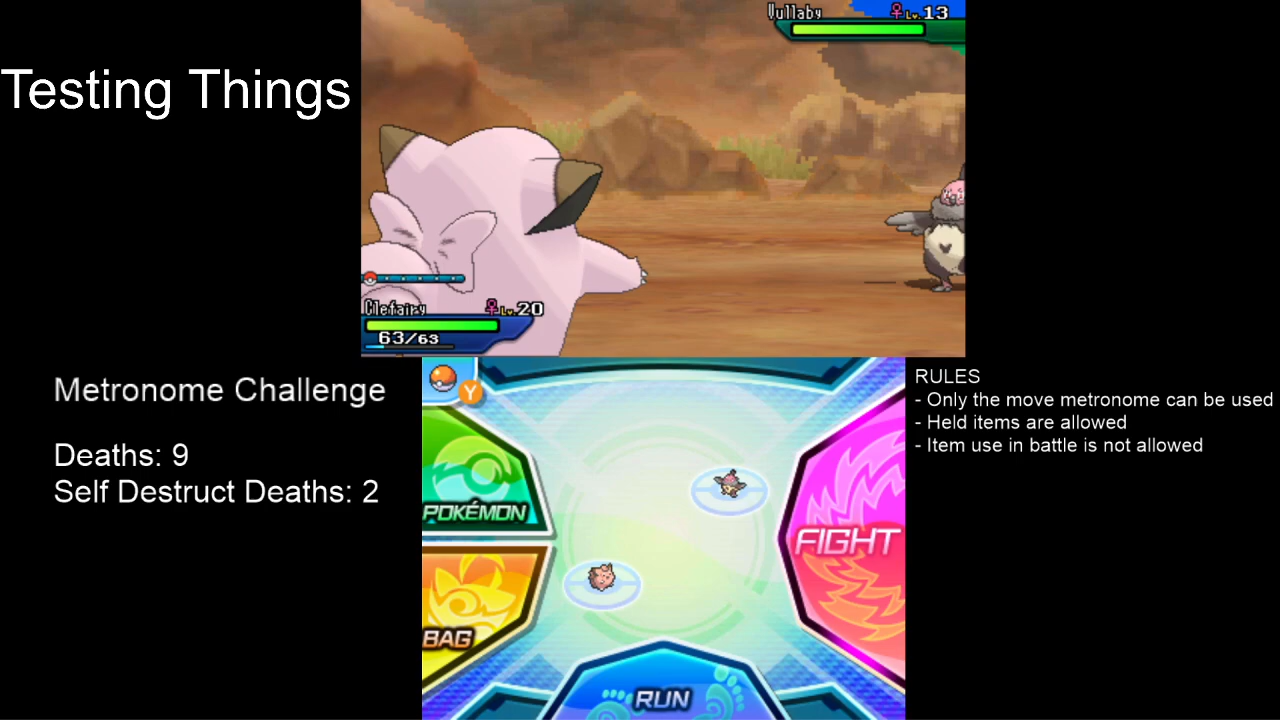 Vullaby ♀ Lv.13
Testing Things
Clefairy ♀ Lv.20
63/63
Metronome Challenge
Deaths: 9
Self Destruct Deaths: 2
Y
POKÉMON
BAG
FIGHT
RUN
RULES
- Only the move metronome can be used
- Held items are allowed
- Item use in battle is not allowed